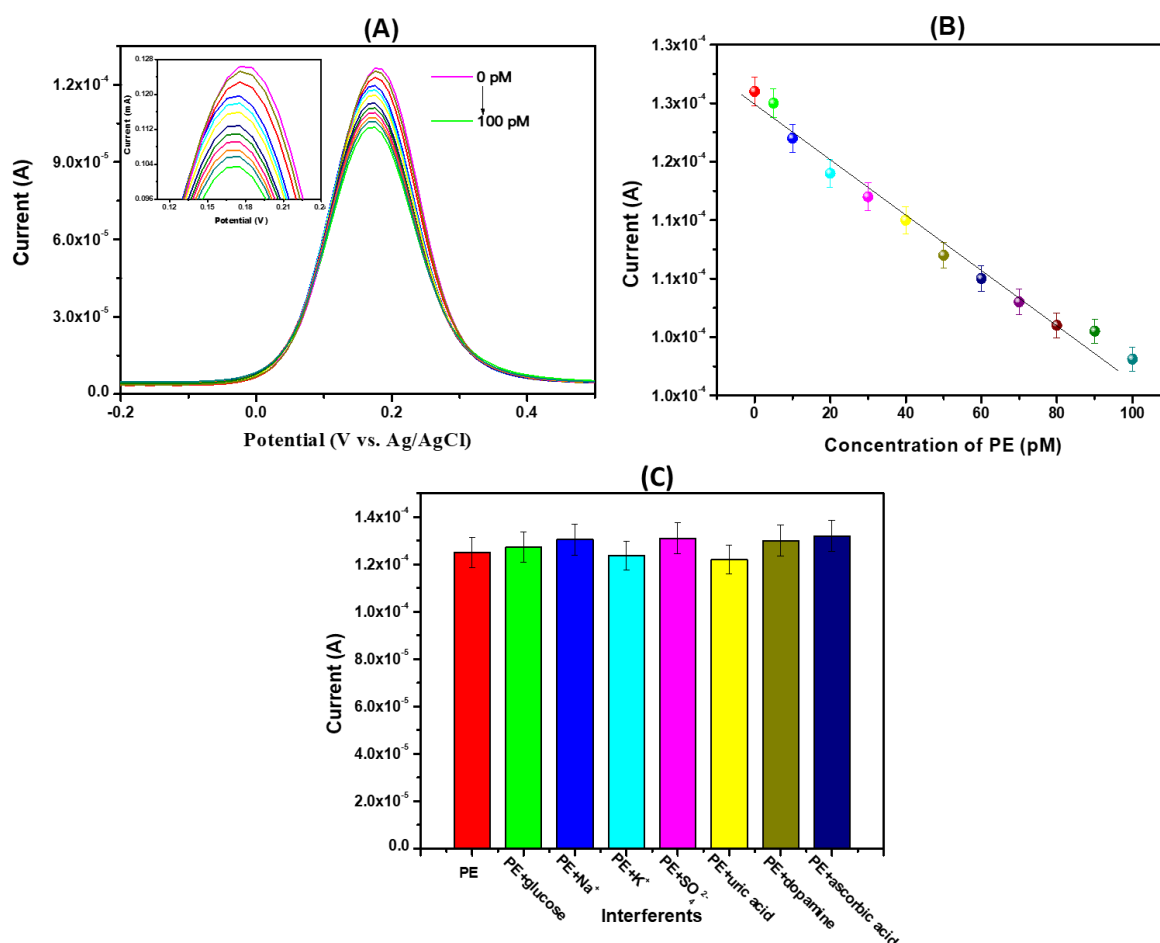 (A)
1.2x10⁻⁴
9.0x10⁻⁵
6.0x10⁻⁵
3.0x10⁻⁵
0.0
Current (A)
-0.2
0.0
0.2
0.4
Potential (V vs. Ag/AgCl)
0 pM
100 pM
0.128
0.120
0.112
0.104
0.096
Current (mA)
0.12
0.15
0.18
0.21
0.24
Potential (V)
(B)
1.3x10⁻⁴
1.3x10⁻⁴
1.2x10⁻⁴
1.1x10⁻⁴
1.1x10⁻⁴
1.0x10⁻⁴
1.0x10⁻⁴
Current (A)
0
20
40
60
80
100
Concentration of PE (pM)
(C)
1.4x10⁻⁴
1.2x10⁻⁴
1.0x10⁻⁴
8.0x10⁻⁵
6.0x10⁻⁵
4.0x10⁻⁵
2.0x10⁻⁵
0.0
Current (A)
PE
PE+glucose
PE+Na⁺
PE+K⁺
PE+SO₄²⁻
PE+uric acid
PE+dopamine
PE+ascorbic acid
Interferents